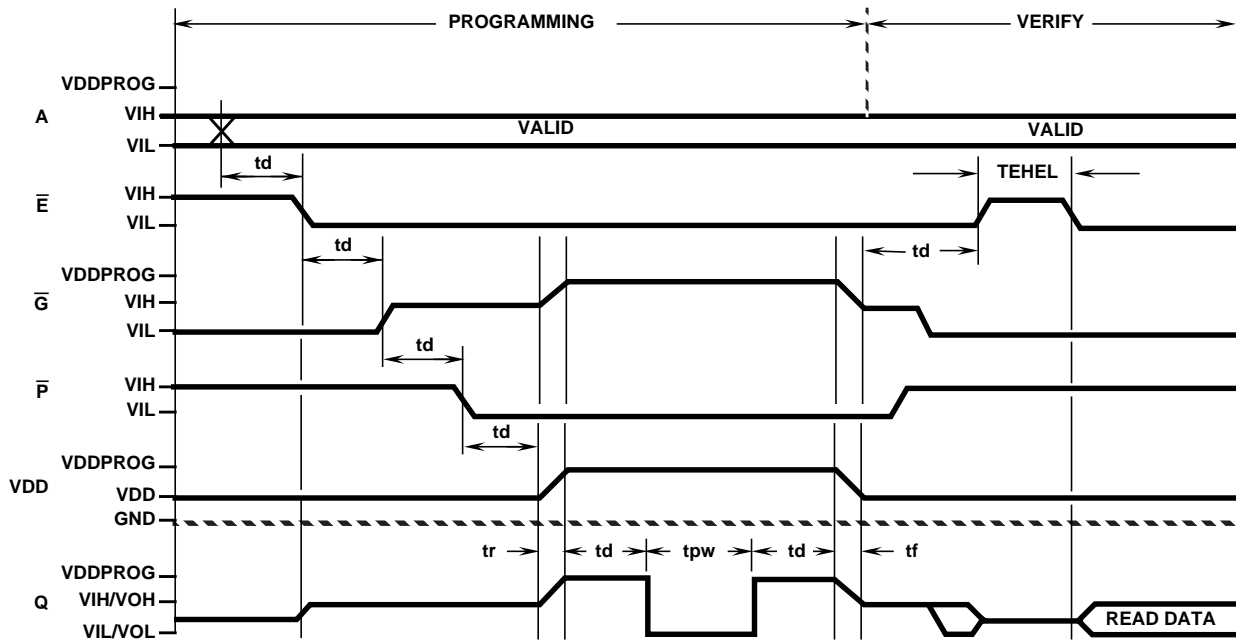 PROGRAMMING VERIFY
VDDPROG
A VIH VALID VALID
VIL
td TEHEL
E̅ VIH
VIL
td td
VDDPROG
G̅ VIH
VIL
td
P̅ VIH
VIL
td
VDDPROG
VDD VDD
GND
tr td tpw td tf
VDDPROG
Q VIH/VOH
VIL/VOL READ DATA